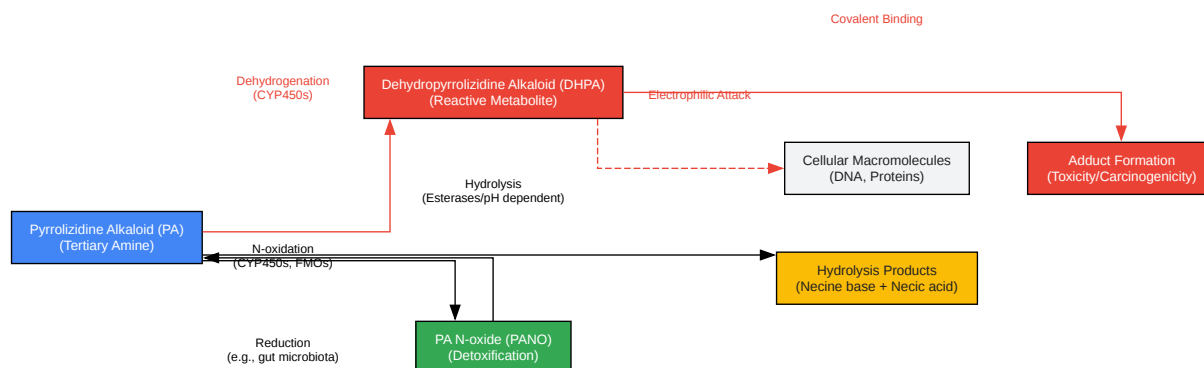 Covalent Binding
Dehydrogenation
(CYP450s)
Dehydropyrrolizidine Alkaloid (DHPA)
(Reactive Metabolite)
Electrophilic Attack
Cellular Macromolecules
(DNA, Proteins)
Adduct Formation
(Toxicity/Carcinogenicity)
Hydrolysis
(Esterases/pH dependent)
Pyrrolizidine Alkaloid (PA)
(Tertiary Amine)
N-oxidation
(CYP450s, FMOs)
Hydrolysis Products
(Necine base + Necic acid)
Reduction
(e.g., gut microbiota)
PA N-oxide (PANO)
(Detoxification)